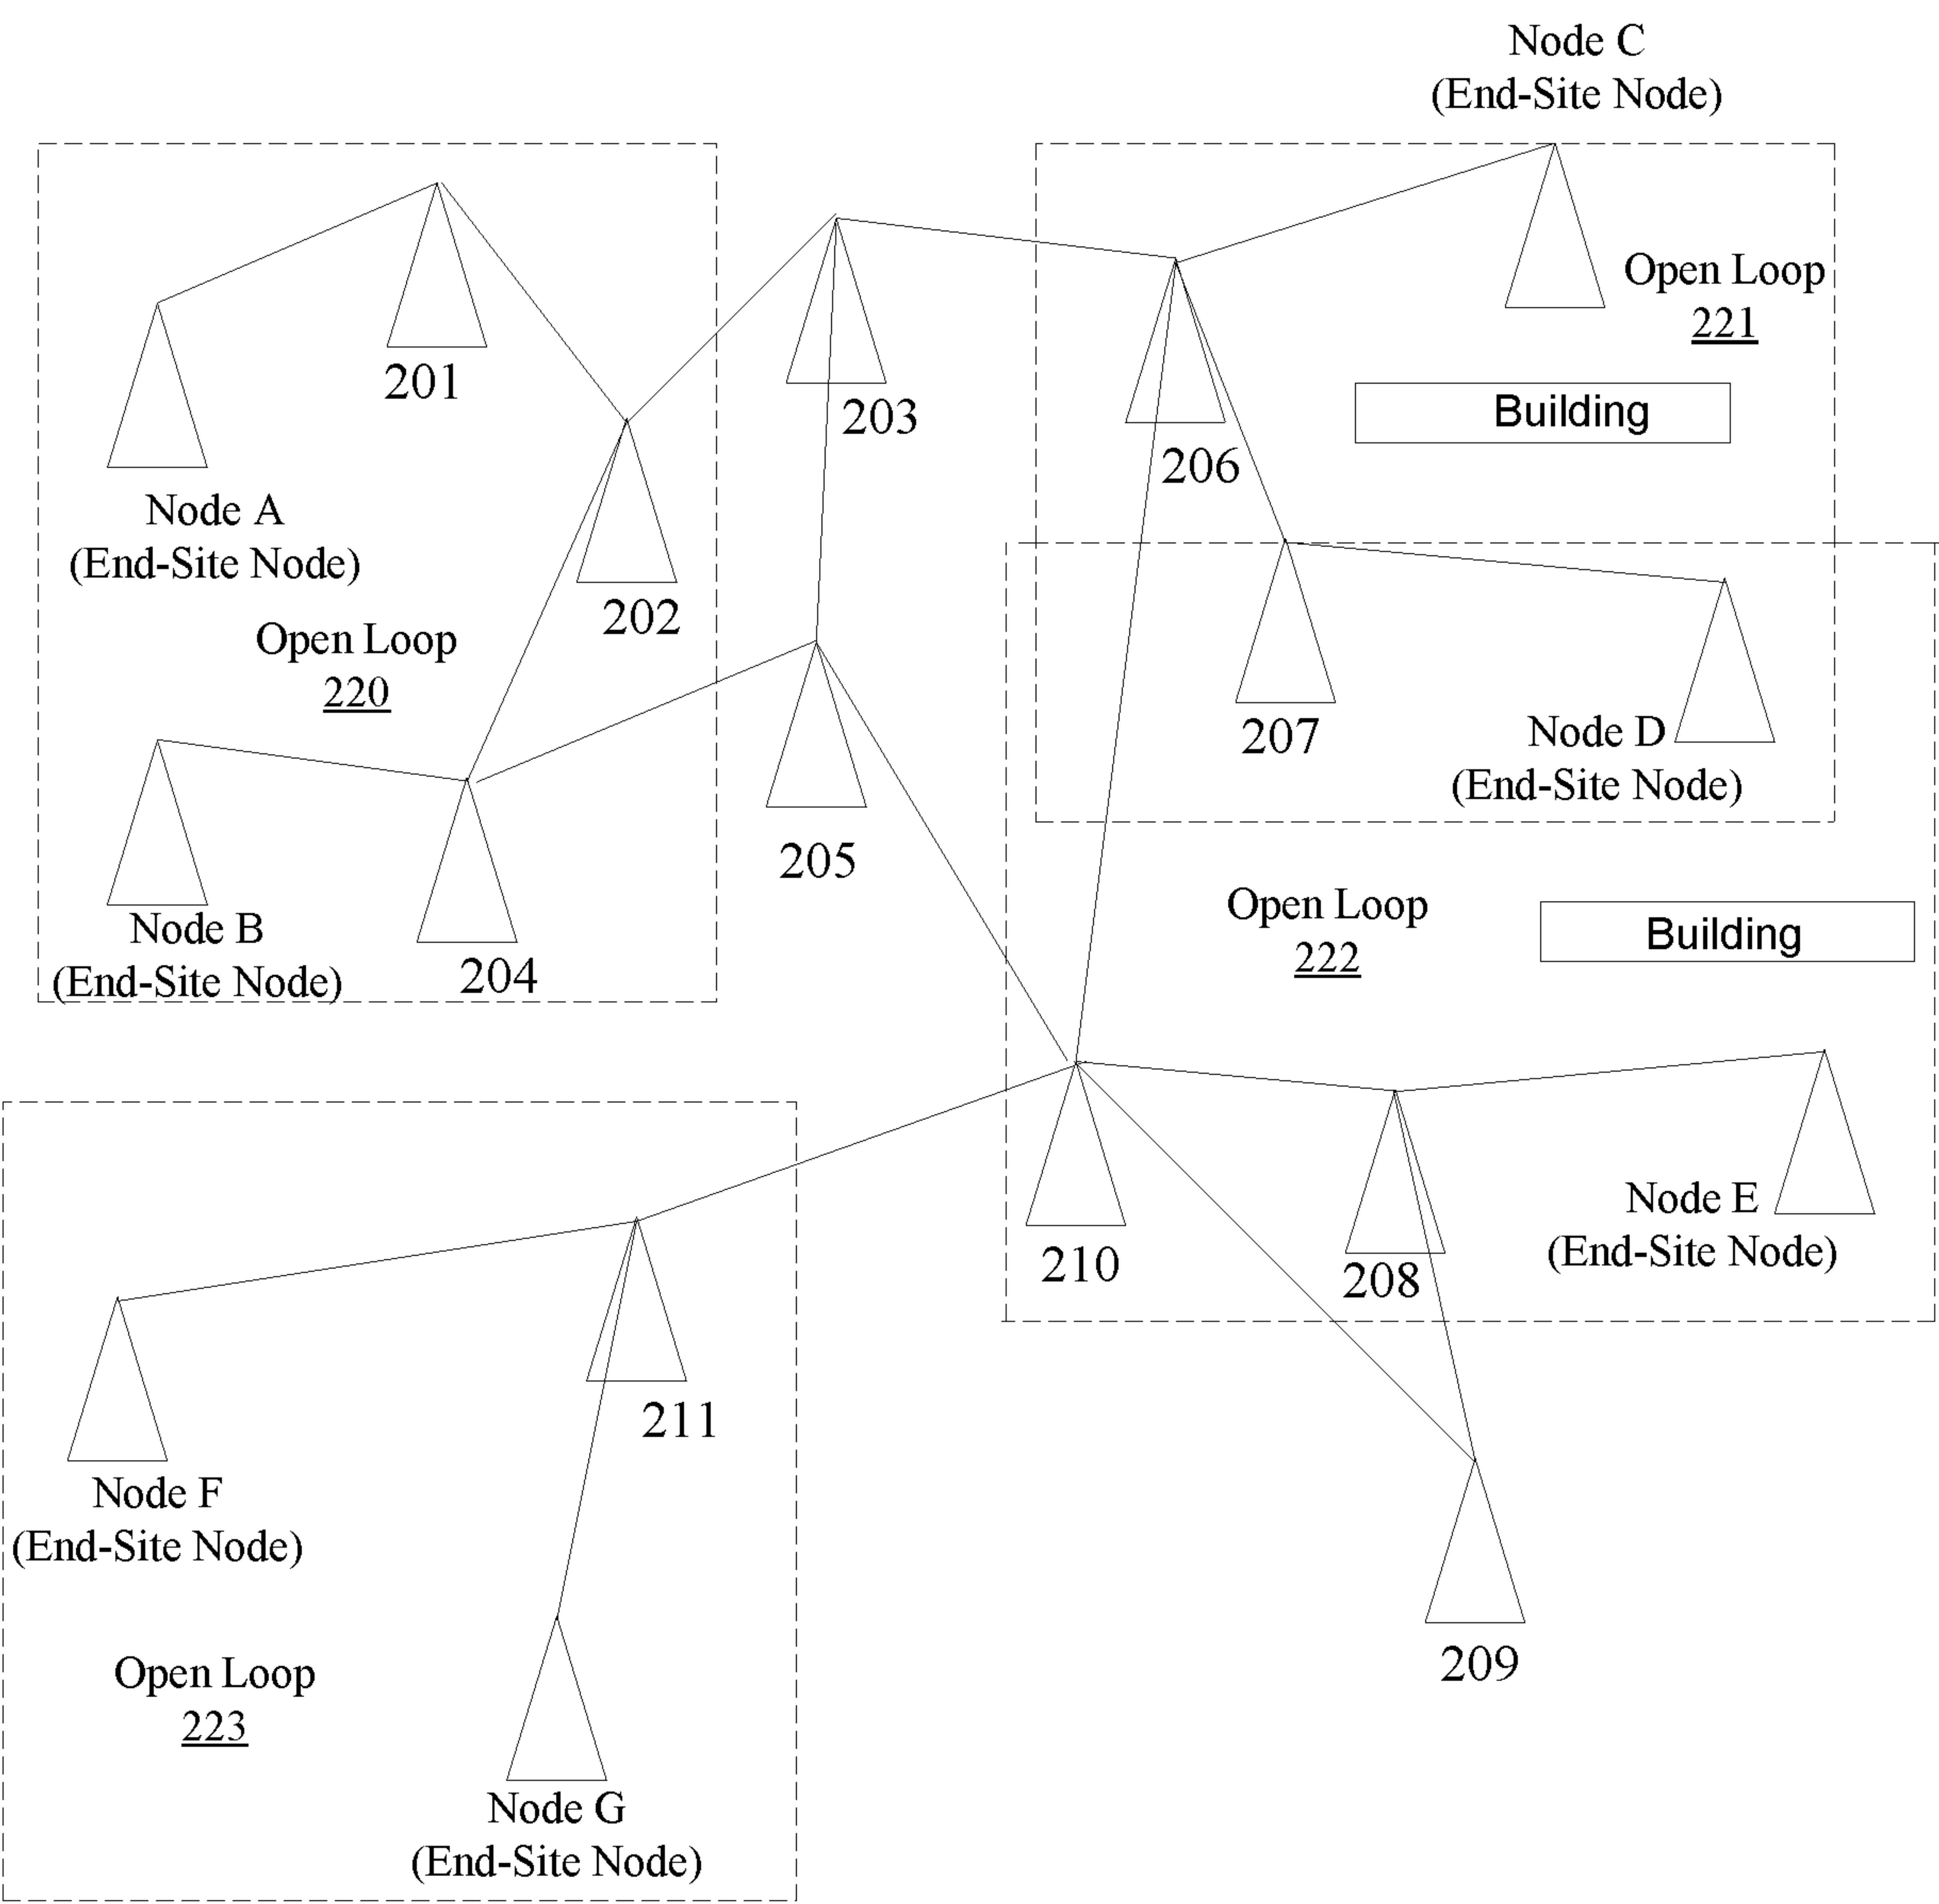 Node C
(End-Site Node)
201
Node A
(End-Site Node)
Open Loop
220
202
203
206
Open Loop
221
Building
207
Node D
(End-Site Node)
Node B
(End-Site Node)
204
205
Open Loop
222
Building
210
208
Node E
(End-Site Node)
211
Node F
(End-Site Node)
Open Loop
223
Node G
(End-Site Node)
209